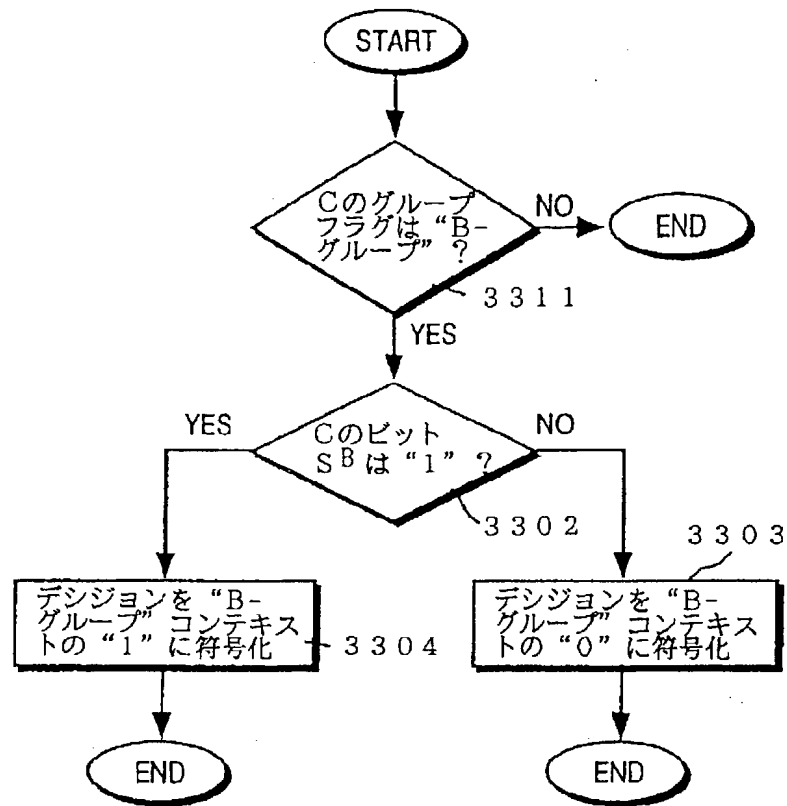 START
Cのグループ
フラグは “B-
グループ” ?
NO
END
3311
YES
Cのビット
SBは “1” ?
YES
NO
3302
3303
デシジョンを “B-
グループ” コンテキス
トの “1” に符号化
3304
デシジョンを “B-
グループ” コンテキス
トの “0” に符号化
END
END